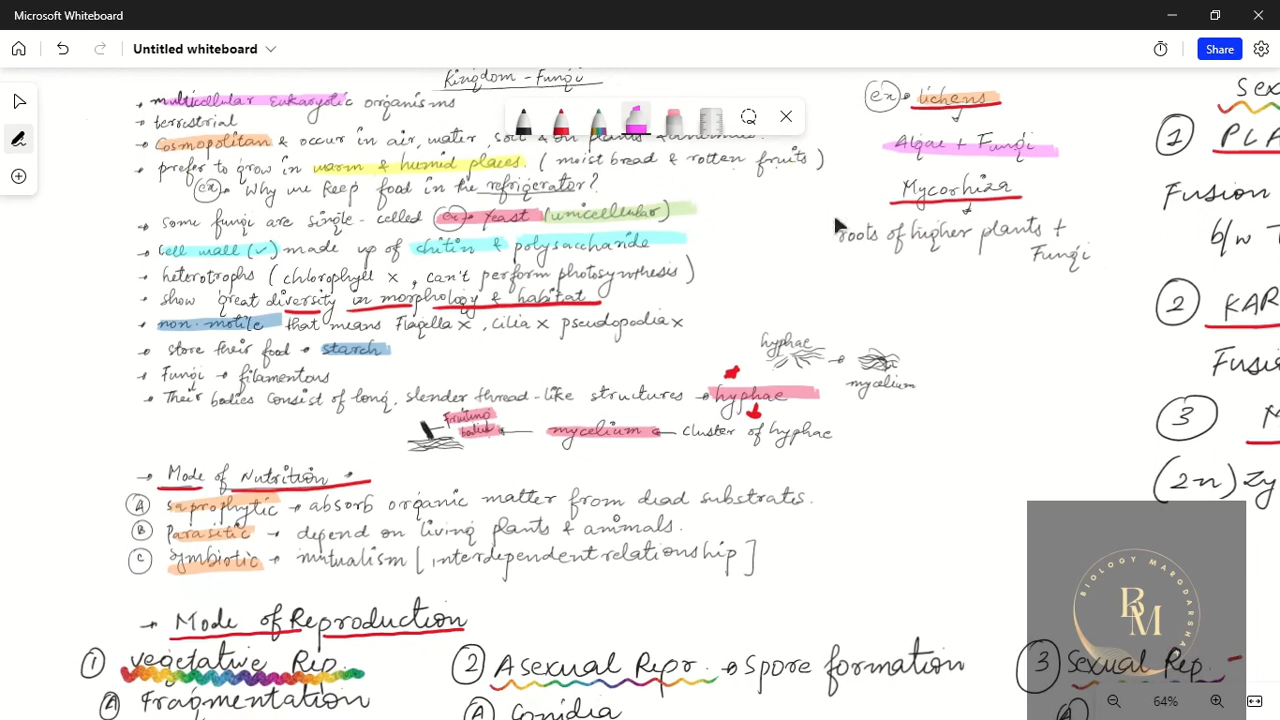 Microsoft Whiteboard
Untitled whiteboard
Share
Kingdom - Fungi
multicellular Eukaryotic organisms
terrestrial
Cosmopolitan & occur in air, water, soil & on plants
prefer to grow in warm & humid places. (moist bread & rotten fruits)
(ex) Why we keep food in the refrigerator?
Some fungi are single-celled (ex) yeast (unicellular)
Cell wall (✓) made up of chitin & polysaccharide
heterotrophs (chlorophyll x, can't perform photosynthesis)
show great diversity in morphology & habitat
non-motile that means Flagella x, cilia x pseudopodia x
store their food → starch
Fungi → filamentous
Their bodies consist of long, slender thread-like structures → hyphae
Fruiting bodies ← mycelium ← cluster of hyphae
hyphae → mycelium
→ Mode of Nutrition -
(A) Saprophytic → absorb organic matter from dead substrates.
(B) Parasitic → depend on living plants & animals.
(C) Symbiotic → mutualism [interdependent relationship]
→ Mode of Reproduction
① Vegetative Rep.
(A) Fragmentation
② Asexual Repr. → Spore formation
(A) Conidia
③ Sexual Rep. -
(A)
(ex) lichens
Algae + Fungi
Mycorhiza
roots of higher plants +
Fungi
Sex
① PLA
Fusion
b/w
② KAR
Fusi
③ M
(2n) Zy
BIOLOGY MARGDARSHA
BM
64%